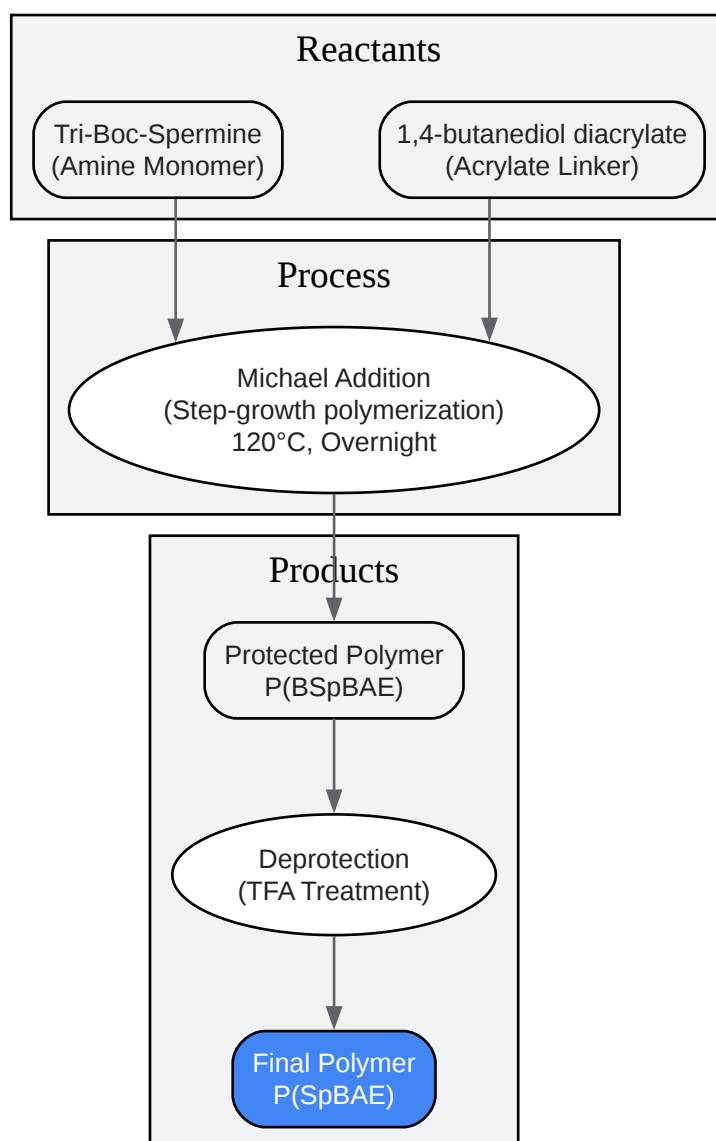 Reactants
Tri-Boc-Spermine
(Amine Monomer)
1,4-butanediol diacrylate
(Acrylate Linker)
Process
Michael Addition
(Step-growth polymerization)
120°C, Overnight
Products
Protected Polymer
P(BSpBAE)
Deprotection
(TFA Treatment)
Final Polymer
P(SpBAE)